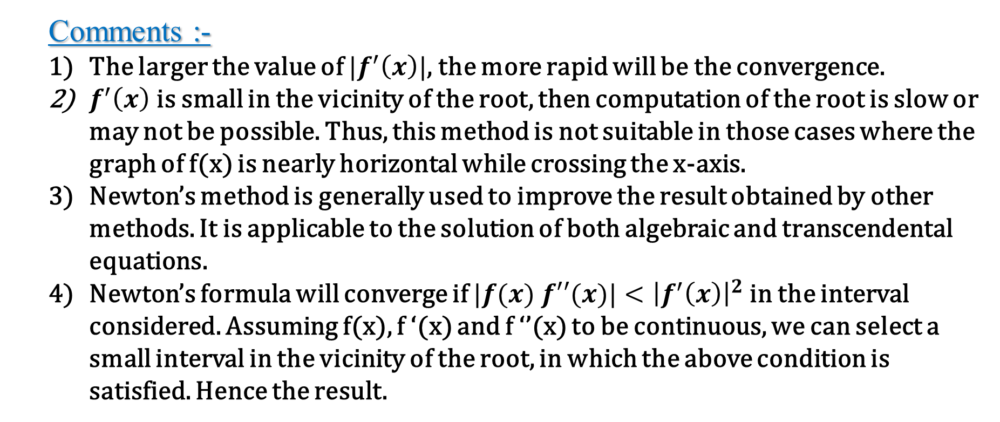 Comments :-
1) The larger the value of |f′(x)|, the more rapid will be the convergence.
2) f′(x) is small in the vicinity of the root, then computation of the root is slow or
may not be possible. Thus, this method is not suitable in those cases where the
graph of f(x) is nearly horizontal while crossing the x-axis.
3) Newton’s method is generally used to improve the result obtained by other
methods. It is applicable to the solution of both algebraic and transcendental
equations.
4) Newton’s formula will converge if |f(x) f′′(x)| < |f′(x)|² in the interval
considered. Assuming f(x), f ‘(x) and f ‘’(x) to be continuous, we can select a
small interval in the vicinity of the root, in which the above condition is
satisfied. Hence the result.